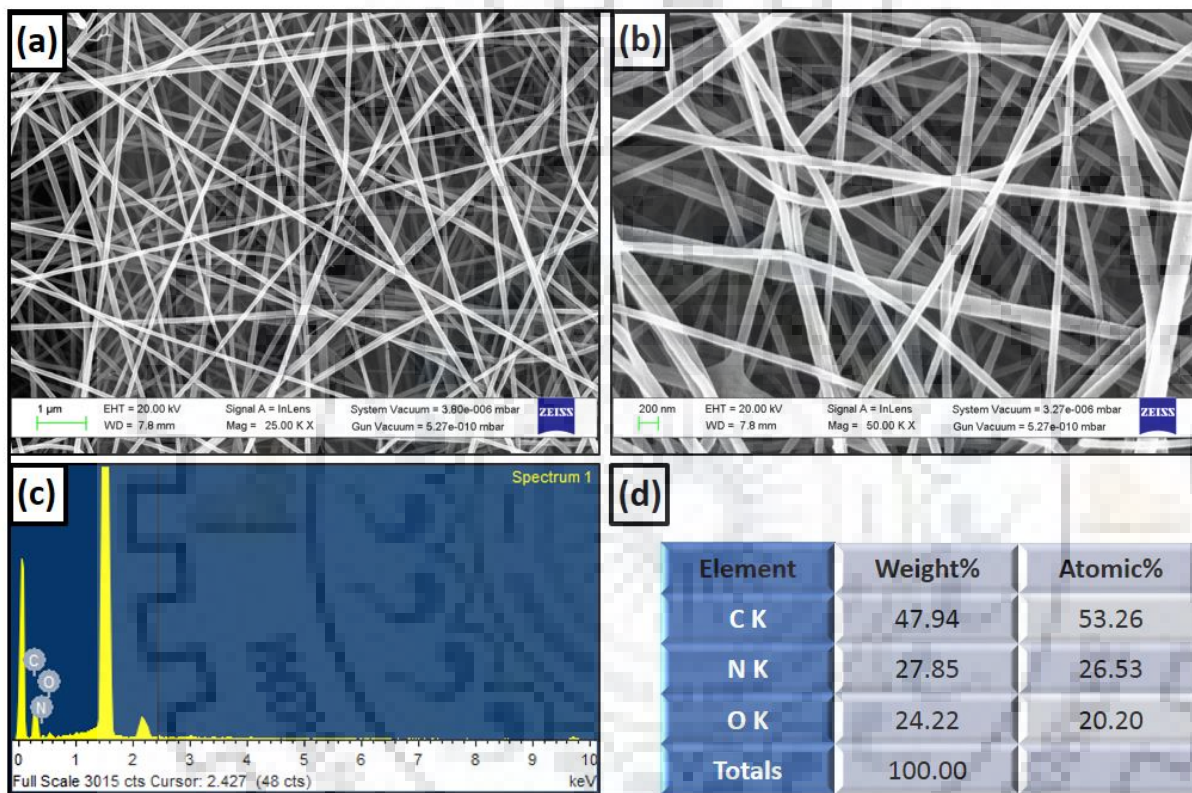 (a)
1 µm
EHT = 20.00 kV
Signal A = InLens
System Vacuum = 3.80e-006 mbar
WD = 7.8 mm
Mag = 25.00 K X
Gun Vacuum = 5.27e-010 mbar
ZEISS
(b)
200 nm
EHT = 20.00 kV
Signal A = InLens
System Vacuum = 3.27e-006 mbar
WD = 7.8 mm
Mag = 50.00 K X
Gun Vacuum = 5.27e-010 mbar
ZEISS
(c)
Spectrum 1
C
O
N
0 1 2 3 4 5 6 7 8 9 10
Full Scale 3015 cts Cursor: 2.427 (48 cts) keV
(d)
Element Weight% Atomic%
C K 47.94 53.26
N K 27.85 26.53
O K 24.22 20.20
Totals 100.00